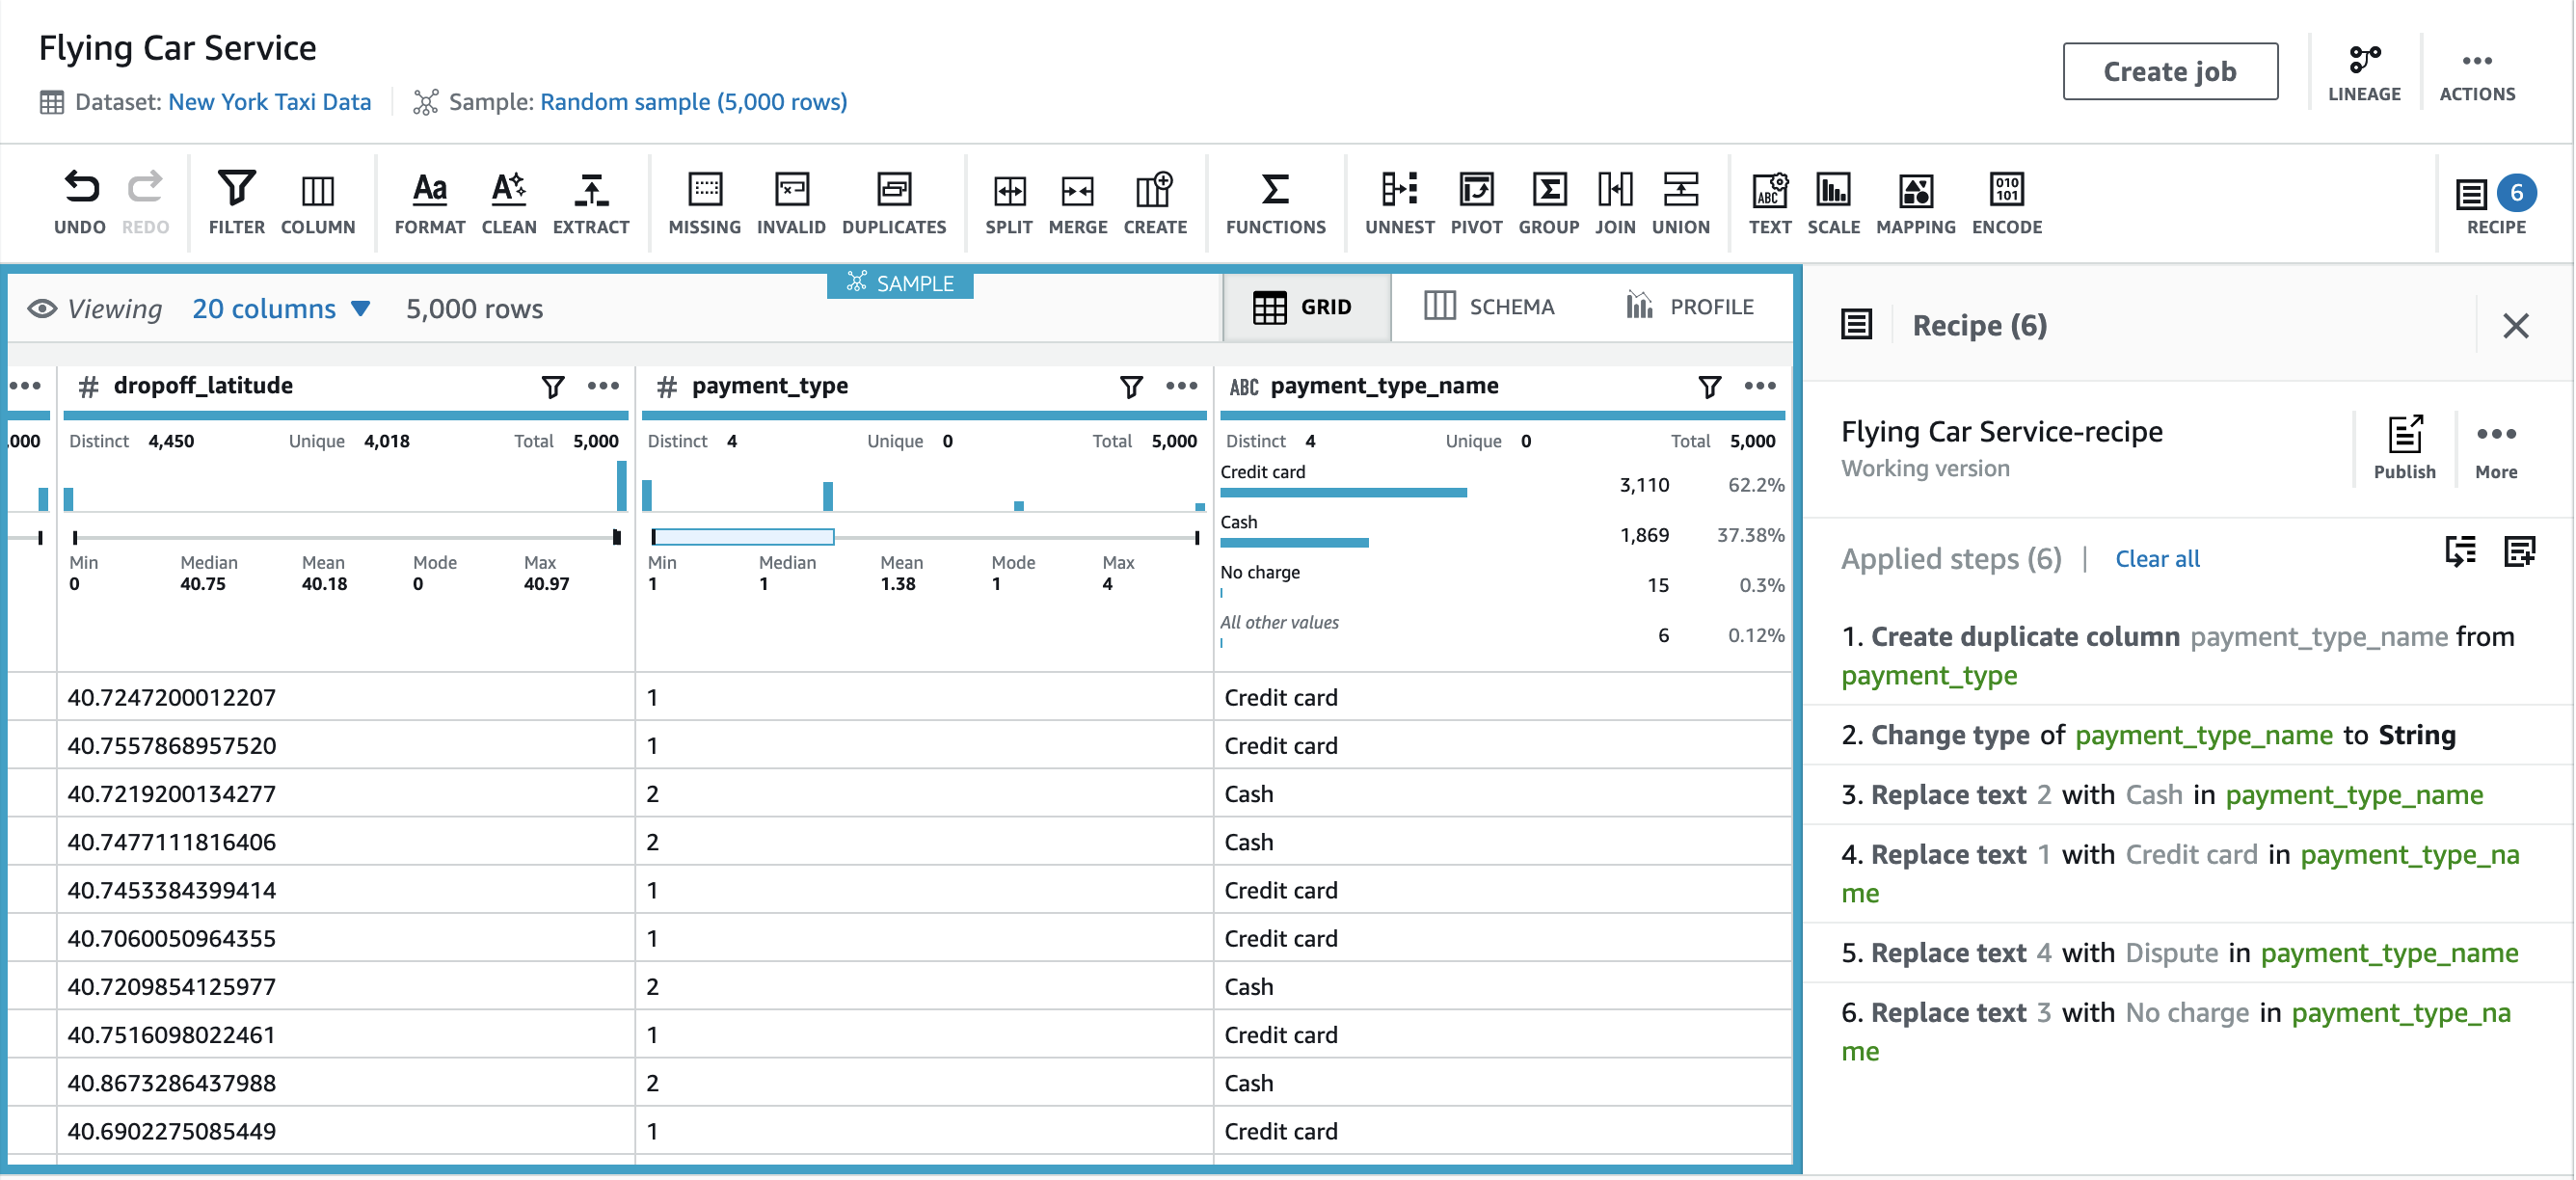 Flying Car Service
Dataset: New York Taxi Data Sample: Random sample (5,000 rows)
Create job
LINEAGE
ACTIONS
UNDO REDO FILTER COLUMN FORMAT CLEAN EXTRACT MISSING INVALID DUPLICATES SPLIT MERGE CREATE FUNCTIONS UNNEST PIVOT GROUP JOIN UNION TEXT SCALE MAPPING ENCODE RECIPE 6
SAMPLE
Viewing 20 columns 5,000 rows
GRID SCHEMA PROFILE
# dropoff_latitude # payment_type ABC payment_type_name
.000 Distinct 4,450 Unique 4,018 Total 5,000 Distinct 4 Unique 0 Total 5,000 Distinct 4 Unique 0 Total 5,000
Credit card 3,110 62.2%
Cash 1,869 37.38%
No charge 15 0.3%
All other values 6 0.12%
Min Median Mean Mode Max Min Median Mean Mode Max
0 40.75 40.18 0 40.97 1 1 1.38 1 4
40.7247200012207 1 Credit card
40.7557868957520 1 Credit card
40.7219200134277 2 Cash
40.7477111816406 2 Cash
40.7453384399414 1 Credit card
40.7060050964355 1 Credit card
40.7209854125977 2 Cash
40.7516098022461 1 Credit card
40.8673286437988 2 Cash
40.6902275085449 1 Credit card
Recipe (6)
Flying Car Service-recipe
Working version
Publish
More
Applied steps (6) | Clear all
1. Create duplicate column payment_type_name from
payment_type
2. Change type of payment_type_name to String
3. Replace text 2 with Cash in payment_type_name
4. Replace text 1 with Credit card in payment_type_na
me
5. Replace text 4 with Dispute in payment_type_name
6. Replace text 3 with No charge in payment_type_na
me